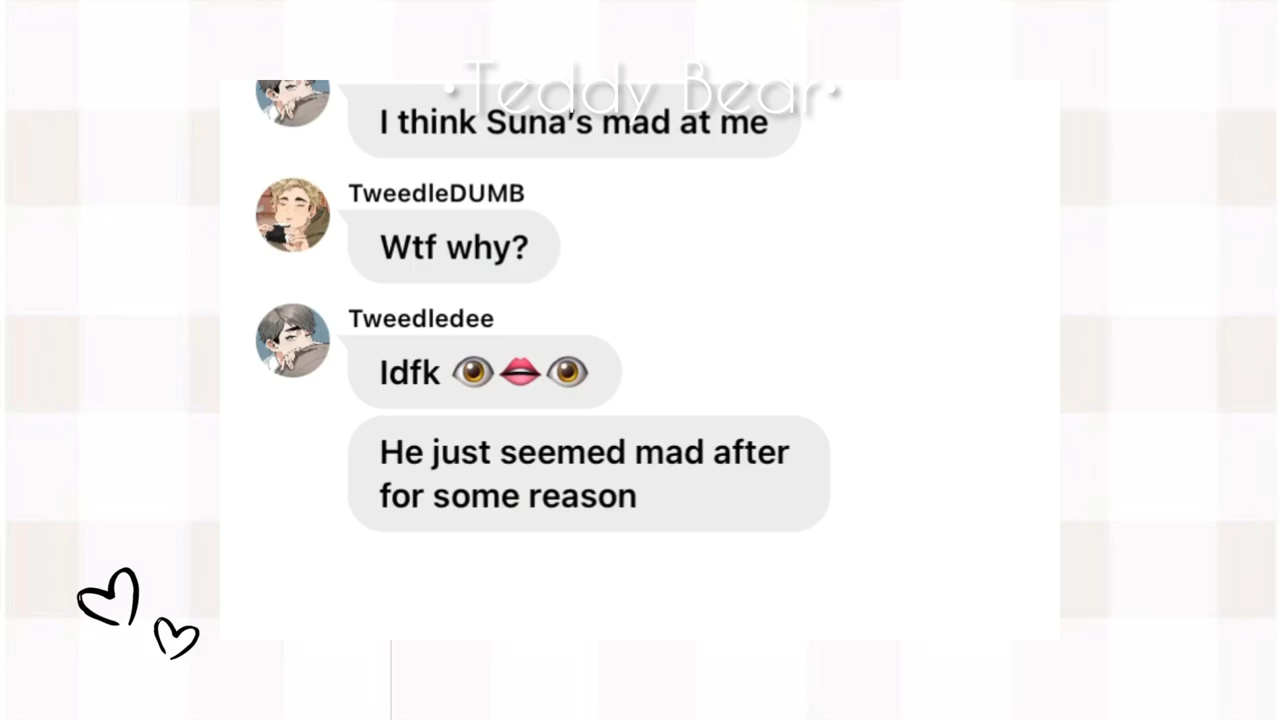 •Teddy Bear•
I think Suna's mad at me
TweedleDUMB
Wtf why?
Tweedledee
Idfk 👁️👄👁️
He just seemed mad after
for some reason